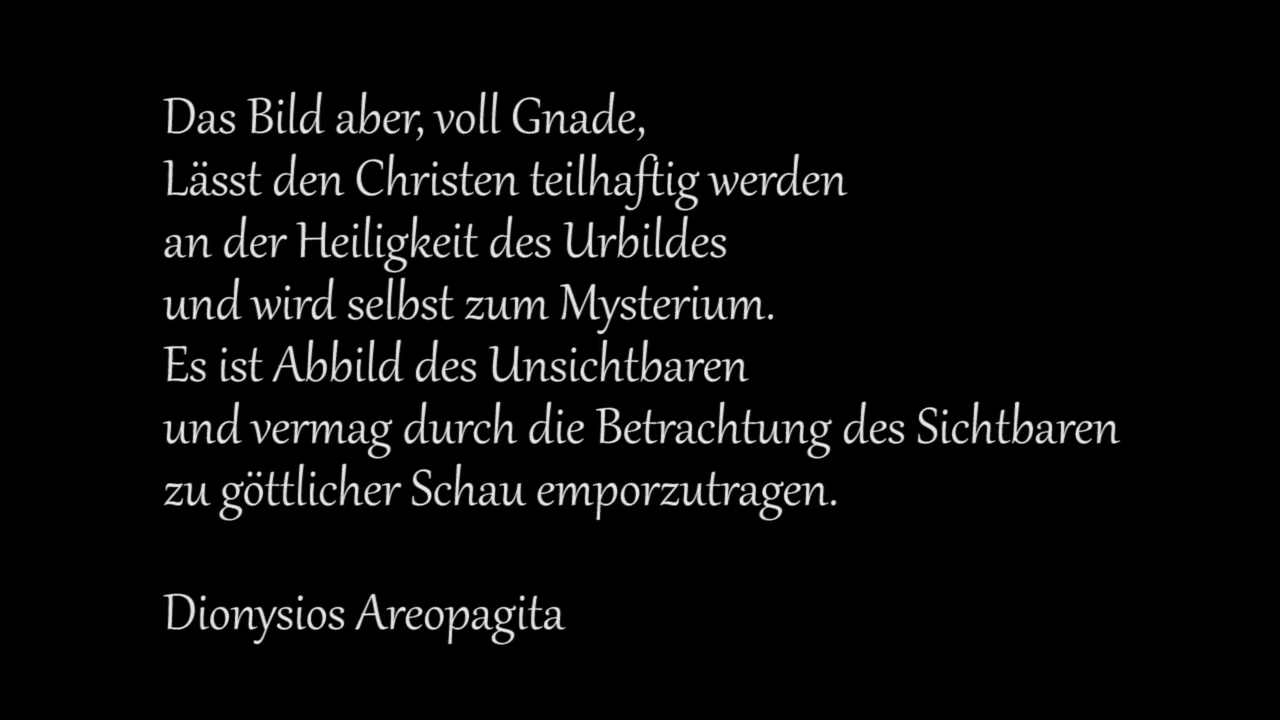 Das Bild aber, voll Gnade,
Lässt den Christen teilhaftig werden
an der Heiligkeit des Urbildes
und wird selbst zum Mysterium.
Es ist Abbild des Unsichtbaren
und vermag durch die Betrachtung des Sichtbaren
zu göttlicher Schau emporzutragen.
Dionysios Areopagita